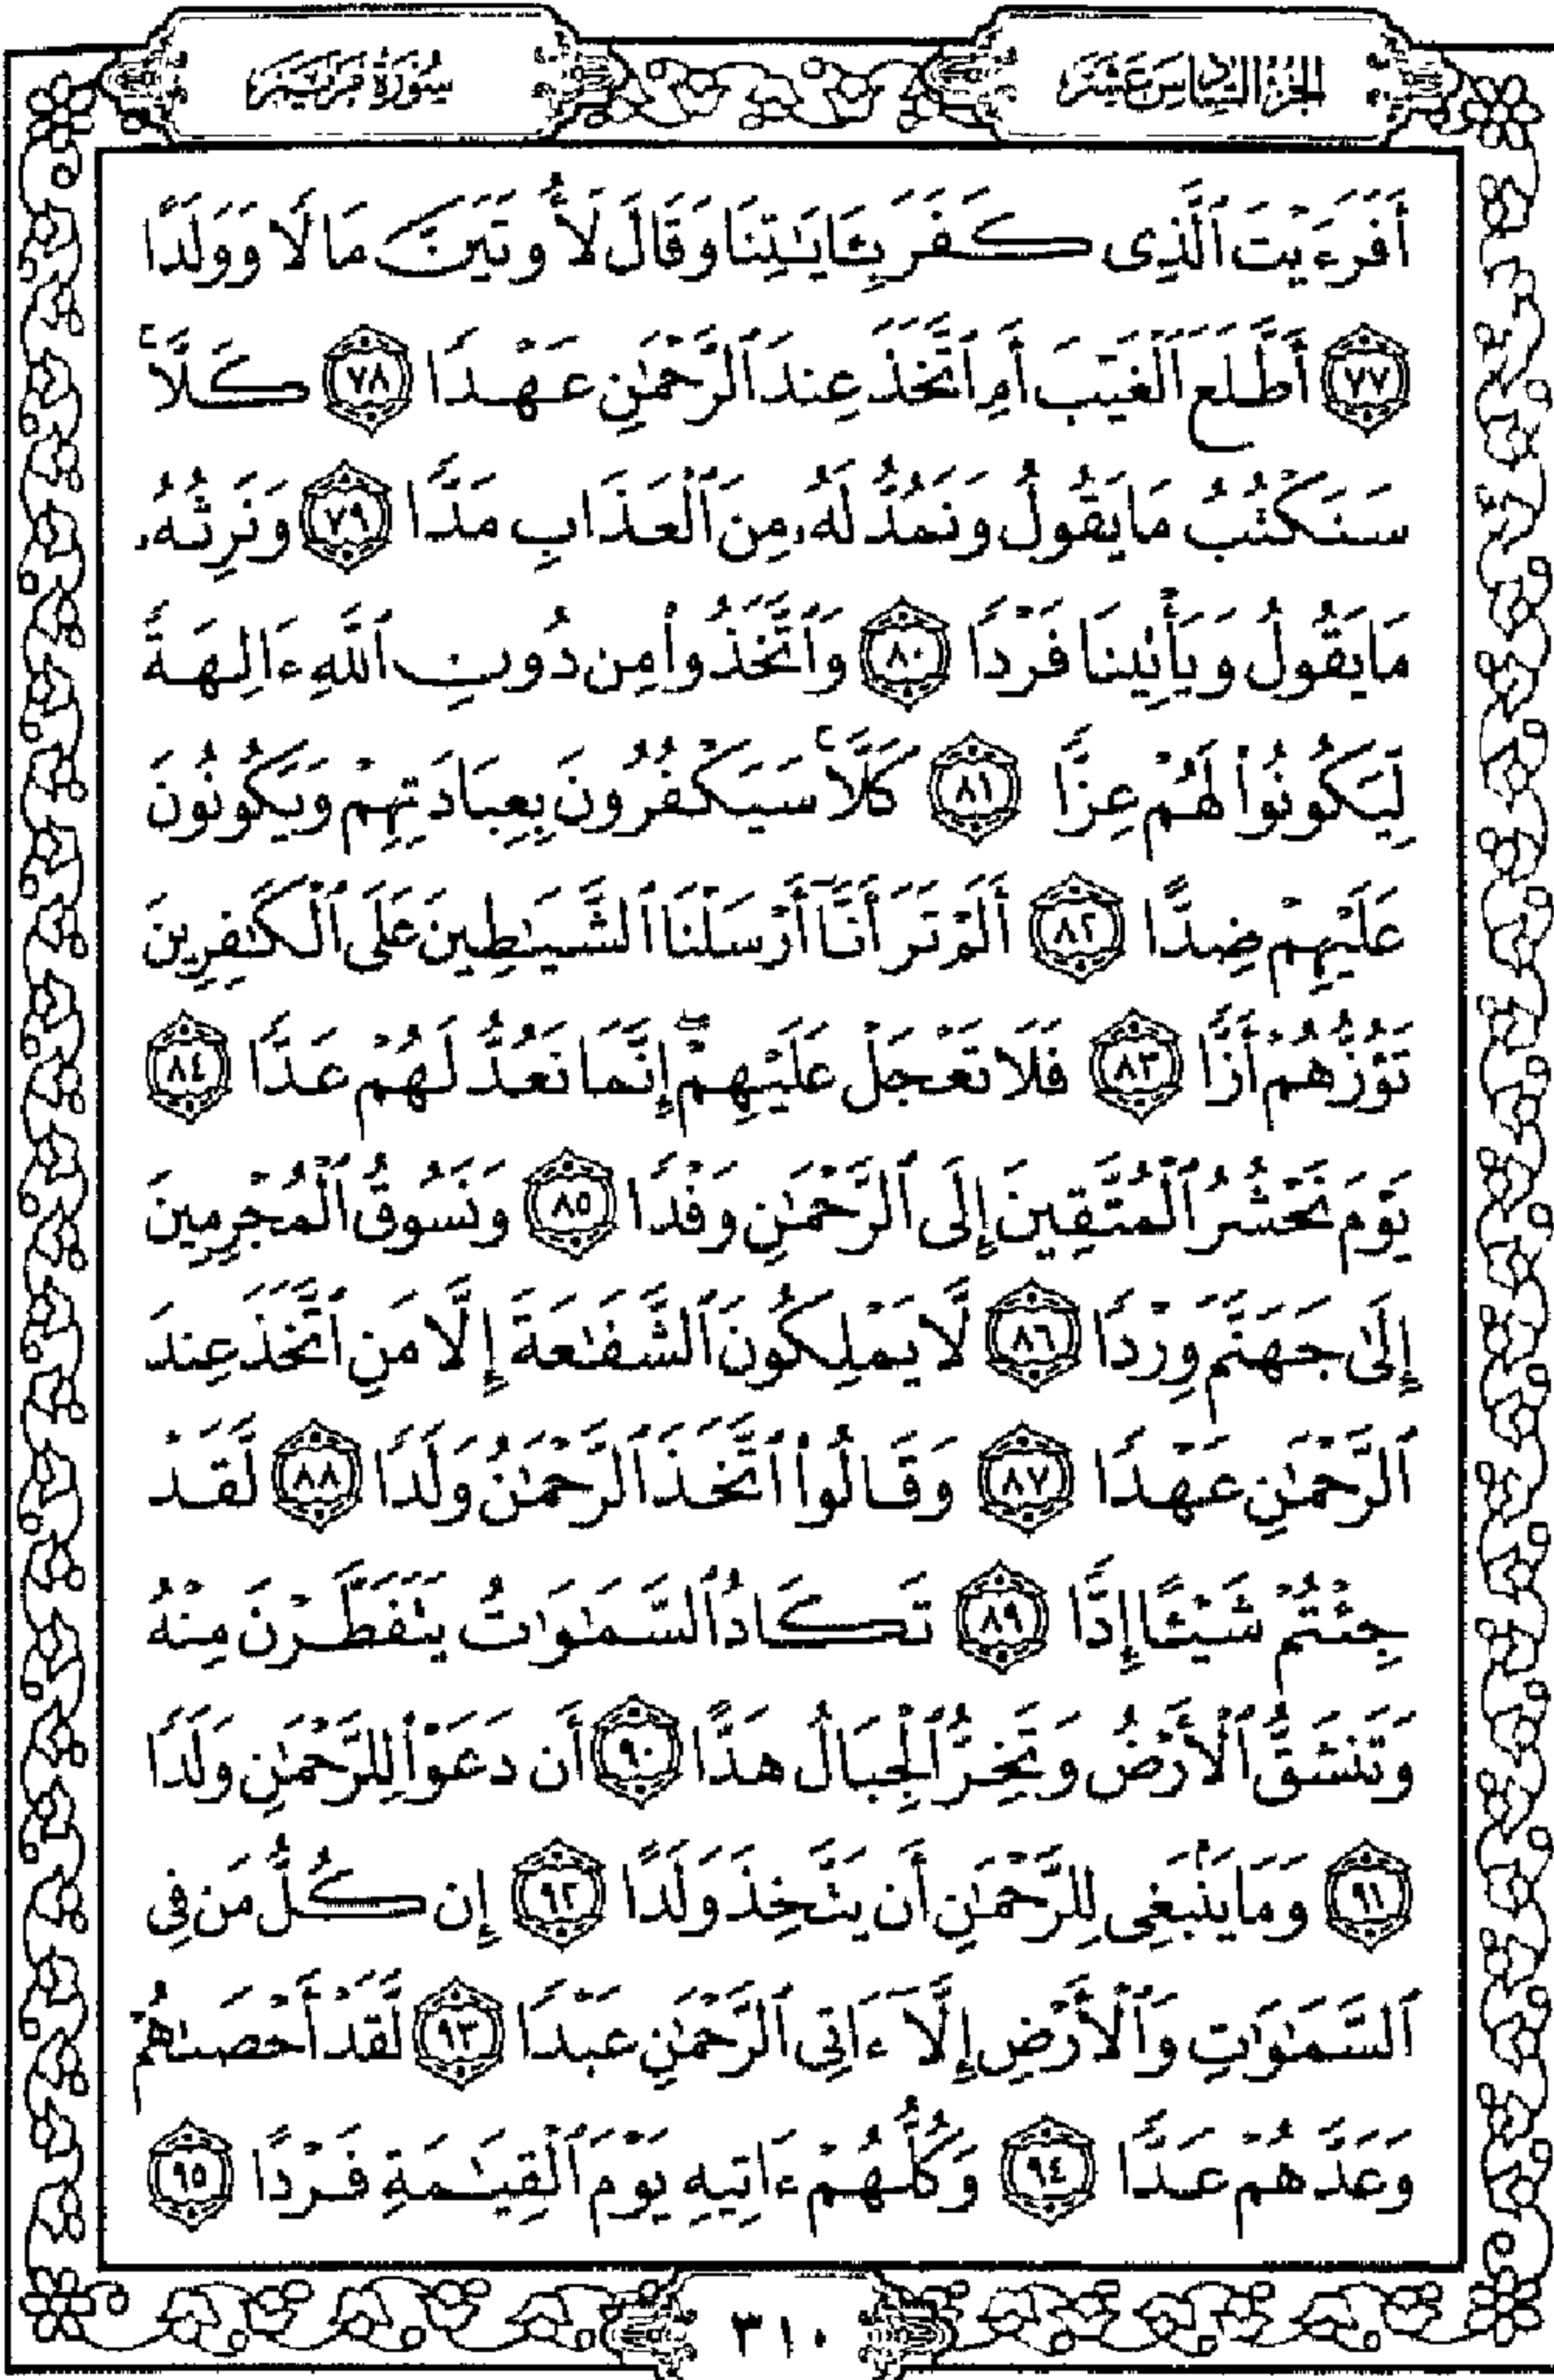 الجزء السادس عشر
سورة مريم
أَفَرَءَيْتَ ٱلَّذِى كَفَرَ بِـَٔايَـٰتِنَا وَقَالَ لَأُوتَيَنَّ مَالًا وَوَلَدًا
٧٧ أَطَّلَعَ ٱلْغَيْبَ أَمِ ٱتَّخَذَ عِندَ ٱلرَّحْمَـٰنِ عَهْدًا ٧٨ كَلَّا ۚ
سَنَكْتُبُ مَا يَقُولُ وَنَمُدُّ لَهُۥ مِنَ ٱلْعَذَابِ مَدًّا ٧٩ وَنَرِثُهُۥ
مَا يَقُولُ وَيَأْتِينَا فَرْدًا ٨٠ وَٱتَّخَذُوا۟ مِن دُونِ ٱللَّهِ ءَالِهَةً
لِّيَكُونُوا۟ لَهُمْ عِزًّا ٨١ كَلَّا ۚ سَيَكْفُرُونَ بِعِبَادَتِهِمْ وَيَكُونُونَ
عَلَيْهِمْ ضِدًّا ٨٢ أَلَمْ تَرَ أَنَّآ أَرْسَلْنَا ٱلشَّيَـٰطِينَ عَلَى ٱلْكَـٰفِرِينَ
تَؤُزُّهُمْ أَزًّا ٨٣ فَلَا تَعْجَلْ عَلَيْهِمْ ۖ إِنَّمَا نَعُدُّ لَهُمْ عَدًّا ٨٤
يَوْمَ نَحْشُرُ ٱلْمُتَّقِينَ إِلَى ٱلرَّحْمَـٰنِ وَفْدًا ٨٥ وَنَسُوقُ ٱلْمُجْرِمِينَ
إِلَىٰ جَهَنَّمَ وِرْدًا ٨٦ لَّا يَمْلِكُونَ ٱلشَّفَـٰعَةَ إِلَّا مَنِ ٱتَّخَذَ عِندَ
ٱلرَّحْمَـٰنِ عَهْدًا ٨٧ وَقَالُوا۟ ٱتَّخَذَ ٱلرَّحْمَـٰنُ وَلَدًا ٨٨ لَّقَدْ
جِئْتُمْ شَيْـًٔا إِدًّا ٨٩ تَكَادُ ٱلسَّمَـٰوَٰتُ يَتَفَطَّرْنَ مِنْهُ
وَتَنشَقُّ ٱلْأَرْضُ وَتَخِرُّ ٱلْجِبَالُ هَدًّا ٩٠ أَن دَعَوْا۟ لِلرَّحْمَـٰنِ وَلَدًا
٩١ وَمَا يَنۢبَغِى لِلرَّحْمَـٰنِ أَن يَتَّخِذَ وَلَدًا ٩٢ إِن كُلُّ مَن فِى
ٱلسَّمَـٰوَٰتِ وَٱلْأَرْضِ إِلَّآ ءَاتِى ٱلرَّحْمَـٰنِ عَبْدًا ٩٣ لَّقَدْ أَحْصَىٰهُمْ
وَعَدَّهُمْ عَدًّا ٩٤ وَكُلُّهُمْ ءَاتِيهِ يَوْمَ ٱلْقِيَـٰمَةِ فَرْدًا ٩٥
٣١٠